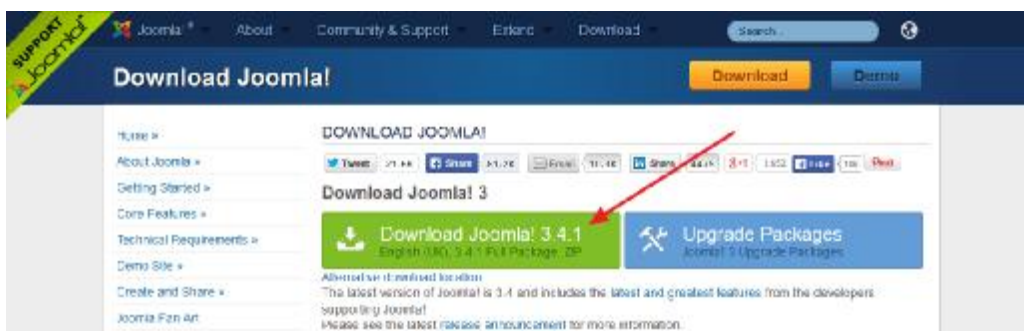 SUPPORT
Joomla!
Joomla! About Community & Support Extend Download Search...
Download Joomla! Download Demo
Home »
About Joomla »
Getting Started »
Core Features »
Technical Requirements »
Demo Site »
Create and Share »
Joomla Fan Art
DOWNLOAD JOOMLA!
Tweet Share Email Share Like
Download Joomla! 3
Download Joomla! 3.4.1
English (UK), 3.4.1 Full Package, ZIP
Upgrade Packages
Joomla! 3 Upgrade Packages
Alternative download location
The latest version of Joomla! is 3.4 and includes the latest and greatest features from the developers
supporting Joomla!
Please see the latest release announcement for more information.